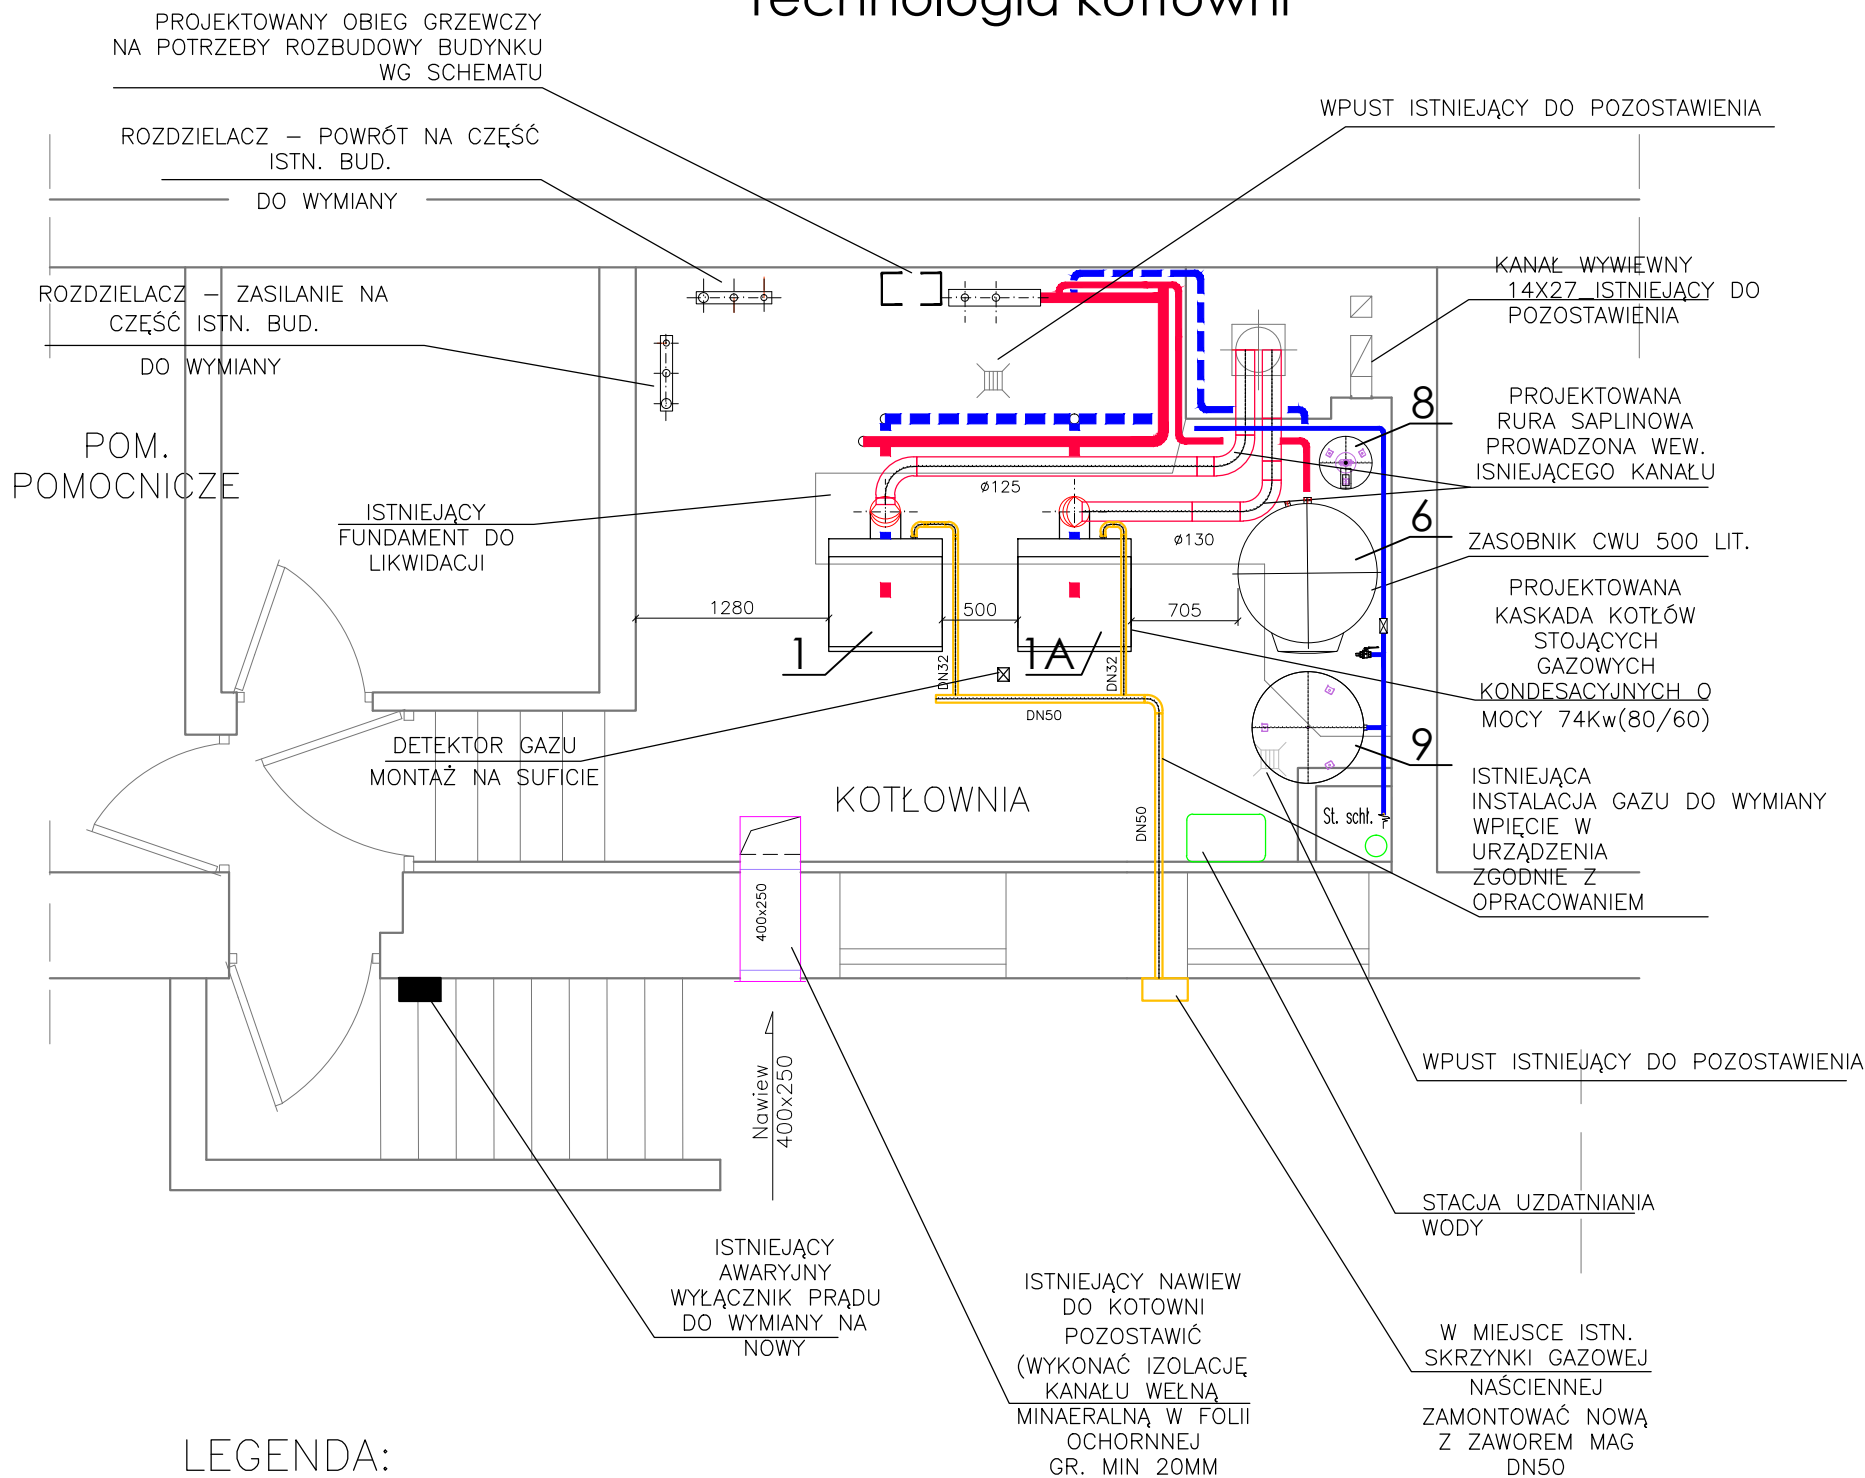 Technologia kotłowni
PROJEKTOWANY OBIEG GRZEWCZY
NA POTRZEBY ROZBUDOWY BUDYNKU
WG SCHEMATU
ROZDZIELACZ – POWRÓT NA CZĘŚĆ
ISTN. BUD.
DO WYMIANY
ROZDZIELACZ – ZASILANIE NA
CZĘŚĆ ISTN. BUD.
DO WYMIANY
WPUST ISTNIEJĄCY DO POZOSTAWIENIA
KANAŁ WYWIEWNY
14X27_ISTNIEJĄCY DO
POZOSTAWIENIA
8
PROJEKTOWANA
RURA SAPLINOWA
PROWADZONA WEW.
ISNIEJĄCEGO KANAŁU
POM.
POMOCNICZE
ISTNIEJĄCY
FUNDAMENT DO
LIKWIDACJI
ø125
ø130
6
ZASOBNIK CWU 500 LIT.
PROJEKTOWANA
KASKADA KOTŁÓW
STOJĄCYCH
GAZOWYCH
KONDESACYJNYCH O
MOCY 74Kw(80/60)
1280
500
705
1
1A
DN32
DN32
DN50
DN50
9
DETEKTOR GAZU
MONTAŻ NA SUFICIE
KOTŁOWNIA
St. schł.
ISTNIEJĄCA
INSTALACJA GAZU DO WYMIANY
WPIĘCIE W
URZĄDZENIA
ZGODNIE Z
OPRACOWANIEM
400x250
Nawiew
400x250
WPUST ISTNIEJĄCY DO POZOSTAWIENIA
STACJA UZDATNIANIA
WODY
ISTNIEJĄCY
AWARYJNY
WYŁĄCZNIK PRĄDU
DO WYMIANY NA
NOWY
ISTNIEJĄCY NAWIEW
DO KOTOWNI
POZOSTAWIĆ
(WYKONAĆ IZOLACJĘ
KANAŁU WEŁNĄ
MINAERALNĄ W FOLII
OCHORNNEJ
GR. MIN 20MM
W MIEJSCE ISTN.
SKRZYNKI GAZOWEJ
NAŚCIENNEJ
ZAMONTOWAĆ NOWĄ
Z ZAWOREM MAG
DN50
LEGENDA: